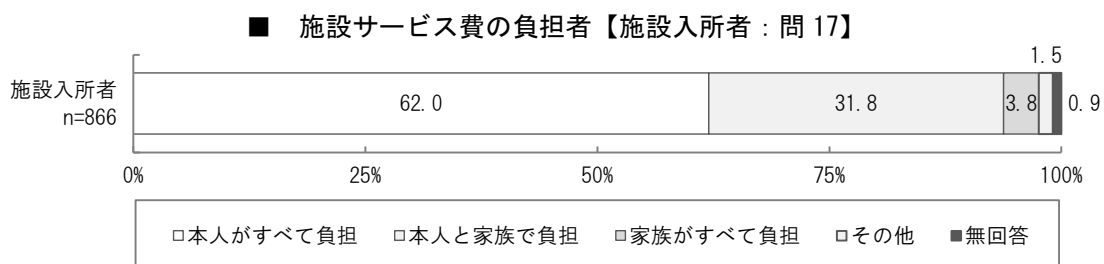 ■ 施設サービス費の負担者【施設入所者：問 17】
1.5
施設入所者
n=866
62.0 31.8 3.8 0.9
0% 25% 50% 75% 100%
□本人がすべて負担 □本人と家族で負担 □家族がすべて負担 □その他 ■無回答